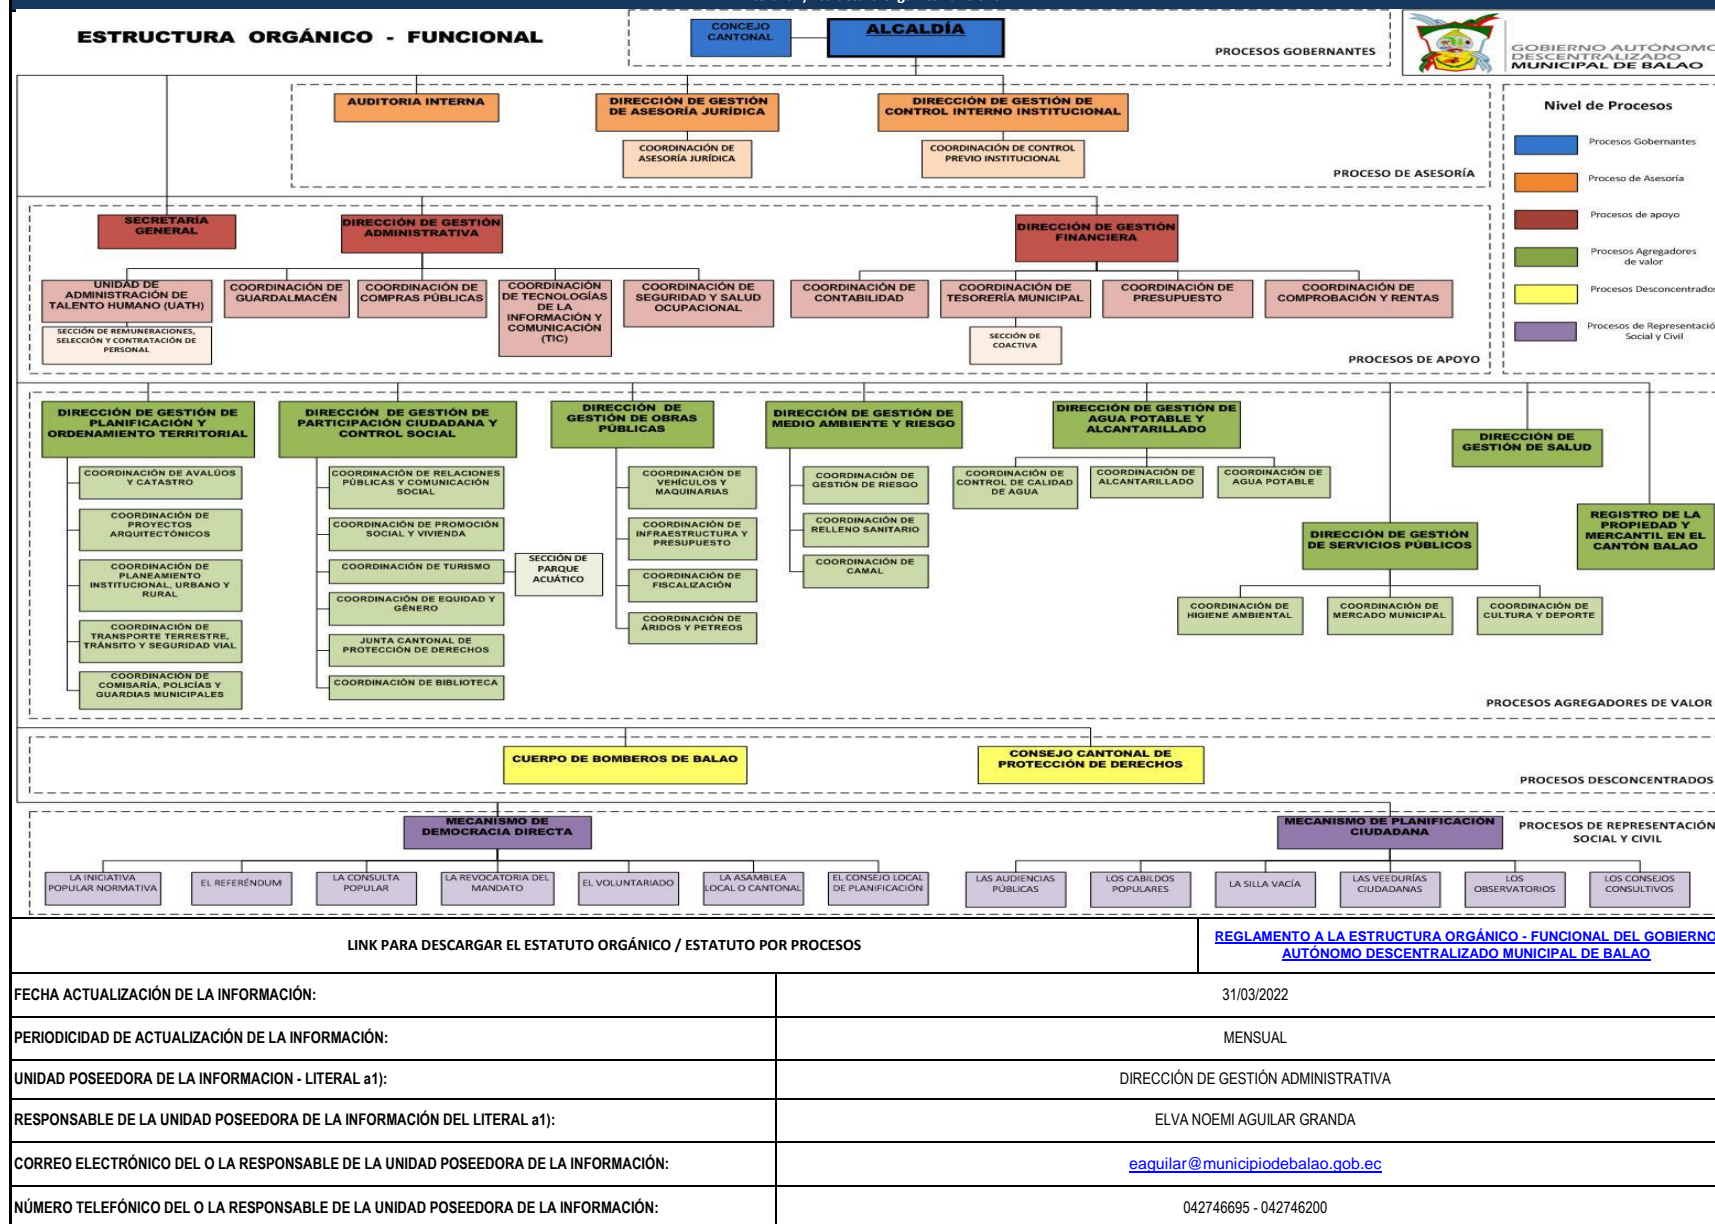 ESTRUCTURA ORGÁNICO - FUNCIONAL
CONCEJO
CANTONAL
ALCALDÍA
PROCESOS GOBERNANTES
GOBIERNO AUTÓNOMO
DESCENTRALIZADO
MUNICIPAL DE BALAO
AUDITORIA INTERNA
DIRECCIÓN DE GESTIÓN
DE ASESORÍA JURÍDICA
DIRECCIÓN DE GESTIÓN DE
CONTROL INTERNO INSTITUCIONAL
COORDINACIÓN DE
ASESORÍA JURÍDICA
COORDINACIÓN DE CONTROL
PREVIO INSTITUCIONAL
PROCESO DE ASESORÍA
Nivel de Procesos
Procesos Gobernantes
Proceso de Asesoría
Procesos de apoyo
Procesos Agregadores
de valor
Procesos Desconcentrados
Procesos de Representació
Social y Civil
SECRETARÍA
GENERAL
DIRECCIÓN DE GESTIÓN
ADMINISTRATIVA
DIRECCIÓN DE GESTIÓN
FINANCIERA
UNIDAD DE
ADMINISTRACIÓN DE
TALENTO HUMANO (UATH)
SECCIÓN DE REMUNERACIONES,
SELECCIÓN Y CONTRATACIÓN DE
PERSONAL
COORDINACIÓN DE
GUARDALMACÉN
COORDINACIÓN DE
COMPRAS PÚBLICAS
COORDINACIÓN
DE TECNOLOGÍAS
DE LA
INFORMACIÓN Y
COMUNICACIÓN
(TIC)
COORDINACIÓN DE
SEGURIDAD Y SALUD
OCUPACIONAL
COORDINACIÓN DE
CONTABILIDAD
COORDINACIÓN DE
TESORERÍA MUNICIPAL
SECCIÓN DE
COACTIVA
COORDINACIÓN DE
PRESUPUESTO
COORDINACIÓN DE
COMPROBACIÓN Y RENTAS
PROCESOS DE APOYO
DIRECCIÓN DE GESTIÓN DE
PLANIFICACIÓN Y
ORDENAMIENTO TERRITORIAL
COORDINACIÓN DE AVALÚOS
Y CATASTRO
COORDINACIÓN DE
PROYECTOS
ARQUITECTÓNICOS
COORDINACIÓN DE
PLANEAMIENTO
INSTITUCIONAL, URBANO Y
RURAL
COORDINACIÓN DE
TRANSPORTE TERRESTRE,
TRÁNSITO Y SEGURIDAD VIAL
COORDINACIÓN DE
COMISARÍA, POLICÍAS Y
GUARDIAS MUNICIPALES
DIRECCIÓN DE GESTIÓN DE
PARTICIPACIÓN CIUDADANA Y
CONTROL SOCIAL
COORDINACIÓN DE RELACIONES
PÚBLICAS Y COMUNICACIÓN
SOCIAL
COORDINACIÓN DE PROMOCIÓN
SOCIAL Y VIVIENDA
COORDINACIÓN DE TURISMO
SECCIÓN DE
PARQUE
ACUÁTICO
COORDINACIÓN DE EQUIDAD Y
GÉNERO
JUNTA CANTONAL DE
PROTECCIÓN DE DERECHOS
COORDINACIÓN DE BIBLIOTECA
DIRECCIÓN DE
GESTIÓN DE OBRAS
PÚBLICAS
COORDINACIÓN DE
VEHÍCULOS Y
MAQUINARIAS
COORDINACIÓN DE
INFRAESTRUCTURA Y
PRESUPUESTO
COORDINACIÓN DE
FISCALIZACIÓN
COORDINACIÓN DE
ÁRIDOS Y PETREOS
DIRECCIÓN DE GESTIÓN DE
MEDIO AMBIENTE Y RIESGO
COORDINACIÓN DE
GESTIÓN DE RIESGO
COORDINACIÓN DE
RELLENO SANITARIO
COORDINACIÓN DE
CAMAL
DIRECCIÓN DE GESTIÓN DE
AGUA POTABLE Y
ALCANTARILLADO
COORDINACIÓN DE
CONTROL DE CALIDAD
DE AGUA
COORDINACIÓN DE
ALCANTARILLADO
COORDINACIÓN DE
AGUA POTABLE
DIRECCIÓN DE GESTIÓN
DE SERVICIOS PÚBLICOS
COORDINACIÓN DE
HIGIENE AMBIENTAL
COORDINACIÓN DE
MERCADO MUNICIPAL
COORDINACIÓN DE
CULTURA Y DEPORTE
DIRECCIÓN DE
GESTIÓN DE SALUD
REGISTRO DE LA
PROPIEDAD Y
MERCANTIL EN EL
CANTÓN BALAO
PROCESOS AGREGADORES DE VALOR
CUERPO DE BOMBEROS DE BALAO
CONSEJO CANTONAL DE
PROTECCIÓN DE DERECHOS
PROCESOS DESCONCENTRADOS
MECANISMO DE
DEMOCRACIA DIRECTA
MECANISMO DE PLANIFICACIÓN
CIUDADANA
PROCESOS DE REPRESENTACIÓN
SOCIAL Y CIVIL
LA INICIATIVA
POPULAR NORMATIVA
EL REFERÉNDUM
LA CONSULTA
POPULAR
LA REVOCATORIA DEL
MANDATO
EL VOLUNTARIADO
LA ASAMBLEA
LOCAL O CANTONAL
EL CONSEJO LOCAL
DE PLANIFICACIÓN
LAS AUDIENCIAS
PÚBLICAS
LOS CABILDOS
POPULARES
LA SILLA VACÍA
LAS VEEDURÍAS
CIUDADANAS
LOS
OBSERVATORIOS
LOS CONSEJOS
CONSULTIVOS
LINK PARA DESCARGAR EL ESTATUTO ORGÁNICO / ESTATUTO POR PROCESOS
REGLAMENTO A LA ESTRUCTURA ORGÁNICO - FUNCIONAL DEL GOBIERNO
AUTÓNOMO DESCENTRALIZADO MUNICIPAL DE BALAO
FECHA ACTUALIZACIÓN DE LA INFORMACIÓN:
31/03/2022
PERIODICIDAD DE ACTUALIZACIÓN DE LA INFORMACIÓN:
MENSUAL
UNIDAD POSEEDORA DE LA INFORMACION - LITERAL a1):
DIRECCIÓN DE GESTIÓN ADMINISTRATIVA
RESPONSABLE DE LA UNIDAD POSEEDORA DE LA INFORMACIÓN DEL LITERAL a1):
ELVA NOEMI AGUILAR GRANDA
CORREO ELECTRÓNICO DEL O LA RESPONSABLE DE LA UNIDAD POSEEDORA DE LA INFORMACIÓN:
eaguilar@municipiodebalao.gob.ec
NÚMERO TELEFÓNICO DEL O LA RESPONSABLE DE LA UNIDAD POSEEDORA DE LA INFORMACIÓN:
042746695 - 042746200